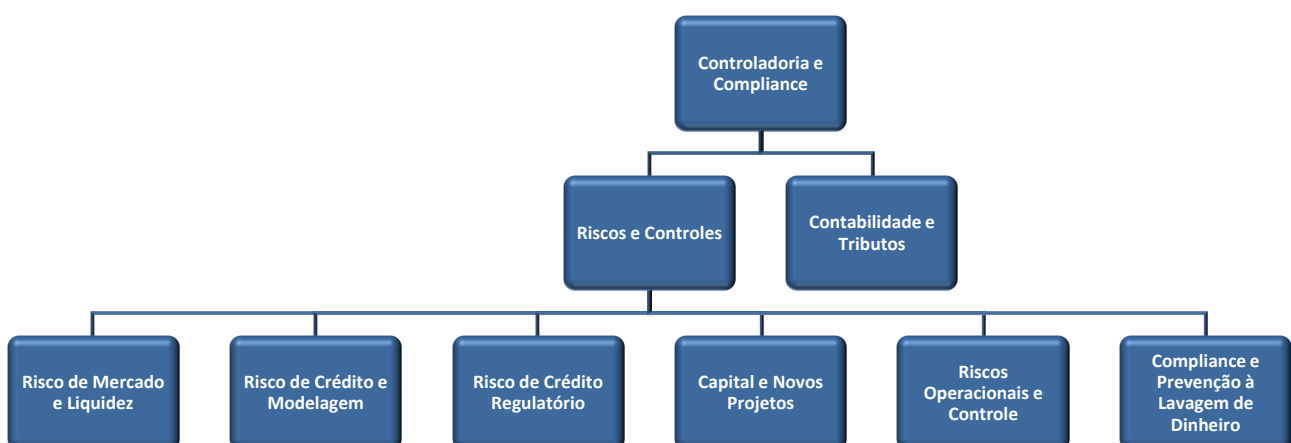 Controladoria e
Compliance
Riscos e Controles
Contabilidade e
Tributos
Risco de Mercado
e Liquidez
Risco de Crédito e
Modelagem
Risco de Crédito
Regulatório
Capital e Novos
Projetos
Riscos
Operacionais e
Controle
Compliance e
Prevenção à
Lavagem de
Dinheiro